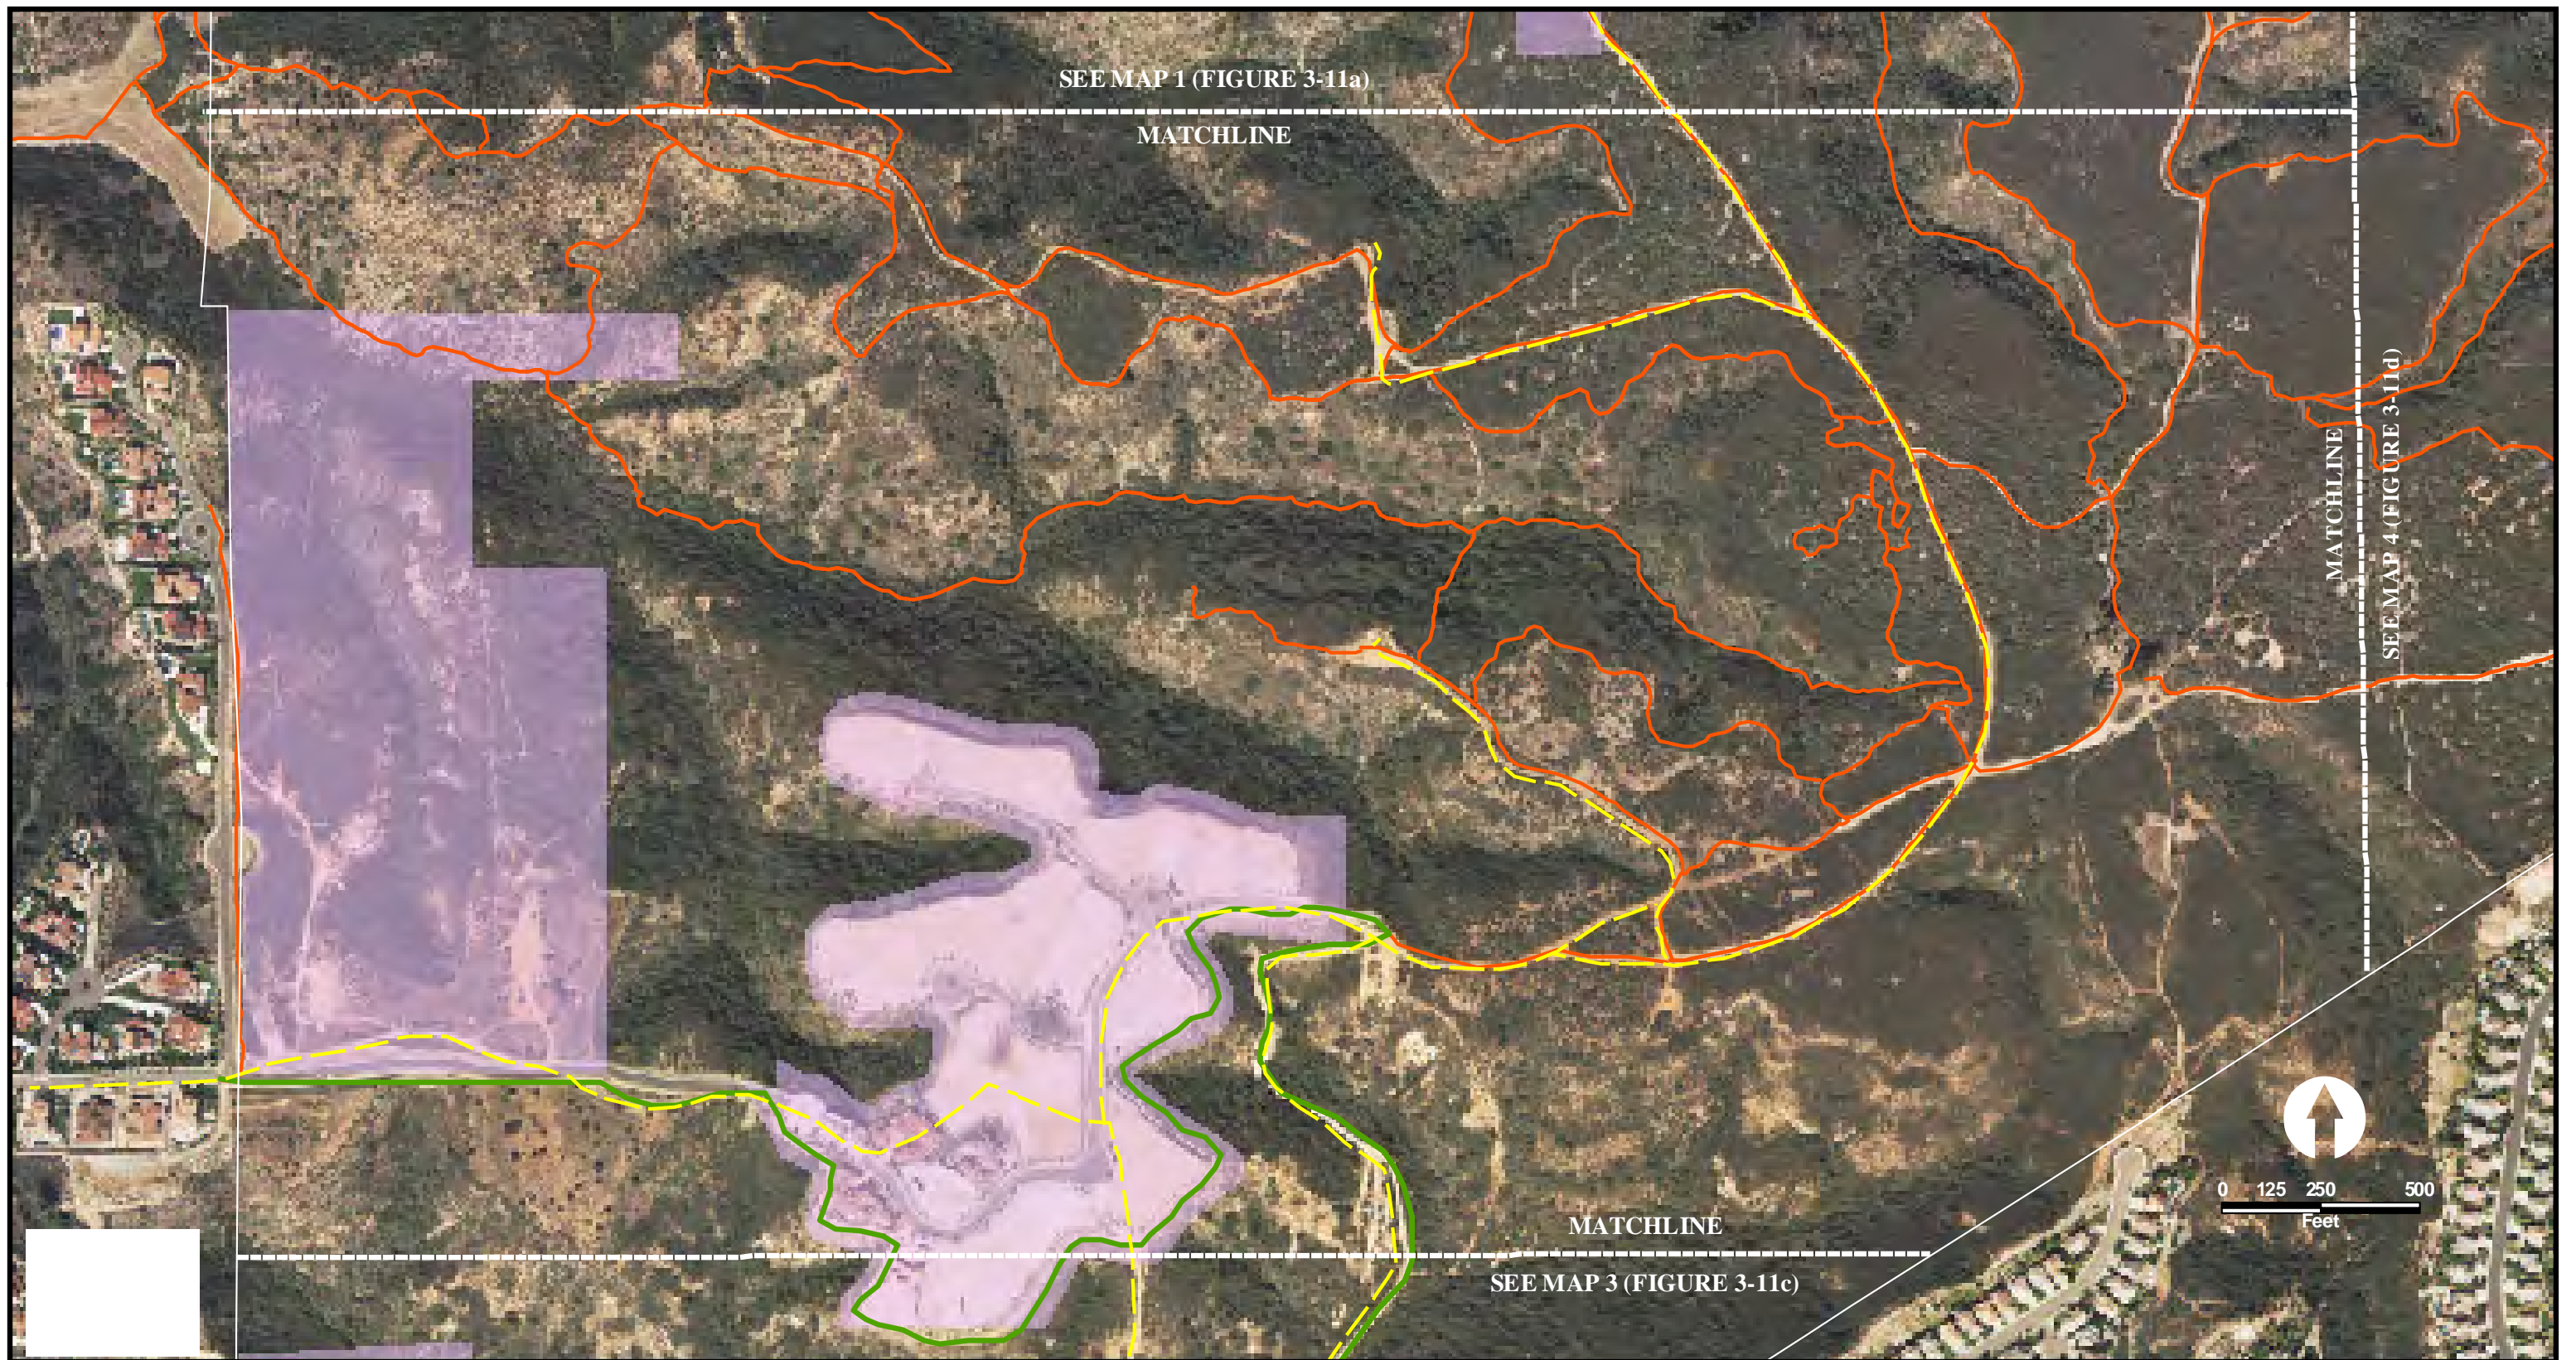 SEE MAP 1 (FIGURE 3-11a)
MATCHLINE
MATCHLINE
SEE MAP 4 (FIGURE 3-11d)
0 125 250 500
Feet
MATCHLINE
SEE MAP 3 (FIGURE 3-11c)